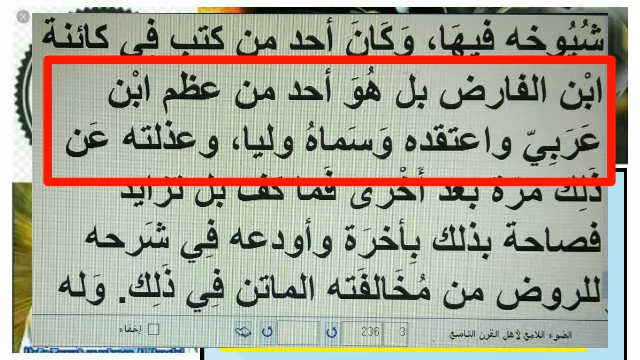 شُيُوخه فِيهَا، وَكَانَ أحد من كتب فِي كائنة
ابْن الفارض بل هُوَ أحد من عظم ابْن
عَرَبِيّ واعتقده وَسَماهُ وليا، وعذلته عَن
ذَلِك مرّة بعد أُخْرَى فَمَا كف بل تزايد
فصاحة بذلك بِأخرَة وأودعه فِي شَرحه
للروض من مُخَالفَته الماتن فِي ذَلِك. وَله
الضوء اللامع لأهل القرن التاسع 3 236 إخفاء